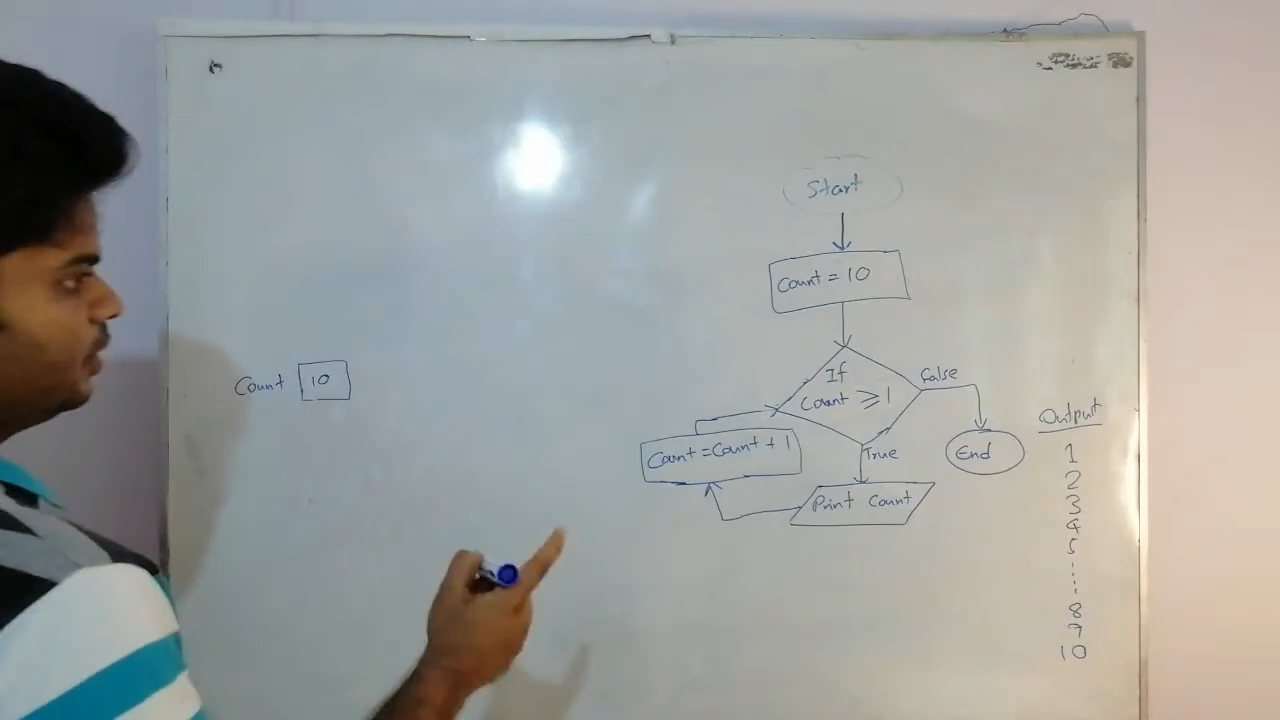 Start
Count = 10
If
Count ≥ 1
False
True
End
Count = Count + 1
Print Count
Count 10
Output
1
2
3
4
5
8
9
10